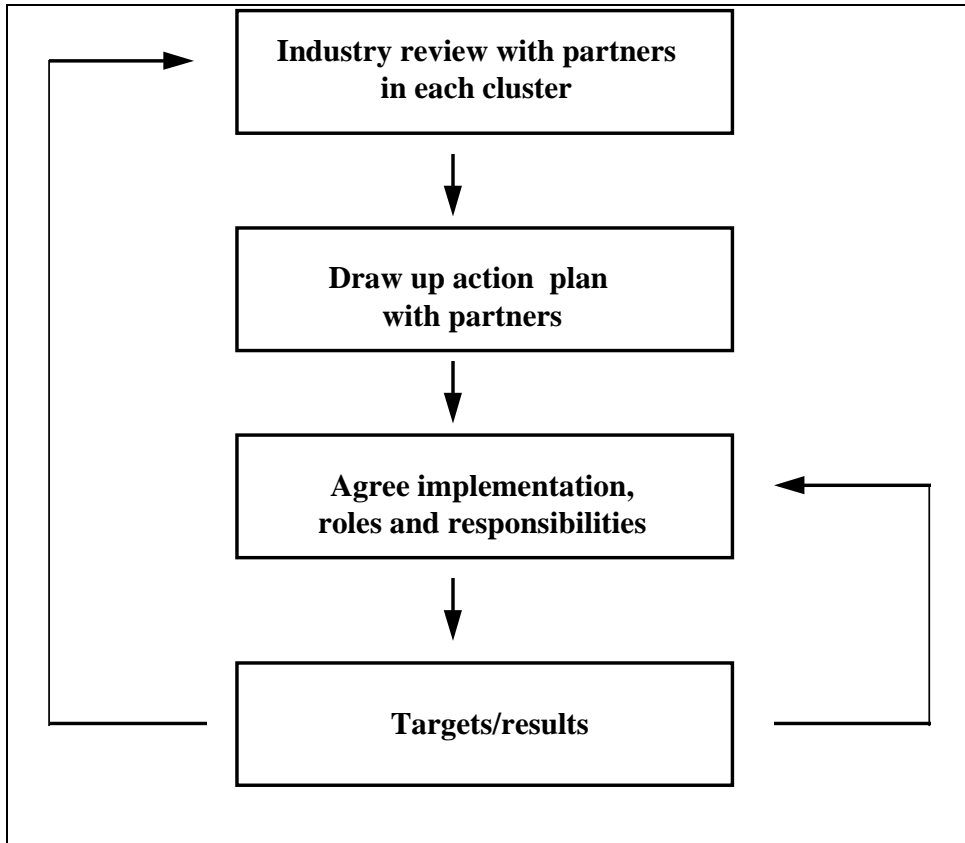 Industry review with partners
in each cluster
Draw up action plan
with partners
Agree implementation,
roles and responsibilities
Targets/results